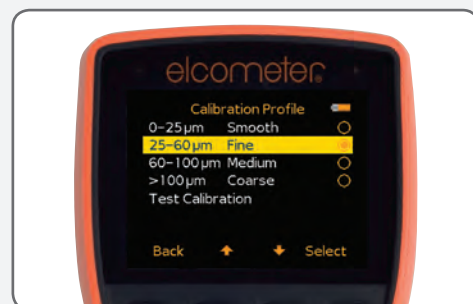 elcometer®
Calibration Profile
0-25µm Smooth
25-60µm Fine
60-100µm Medium
>100µm Coarse
Test Calibration
Back ↑ ↓ Select